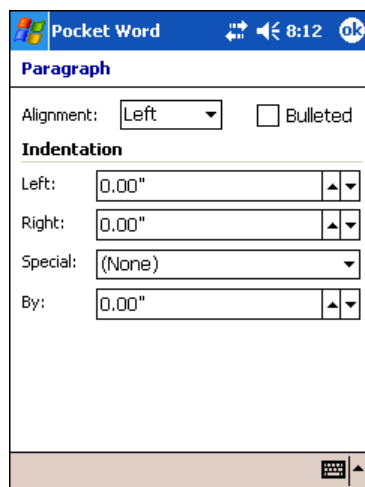 Pocket Word 8:12 ok
Paragraph
Alignment: Left Bulleted
Indentation
Left: 0.00"
Right: 0.00"
Special: (None)
By: 0.00"